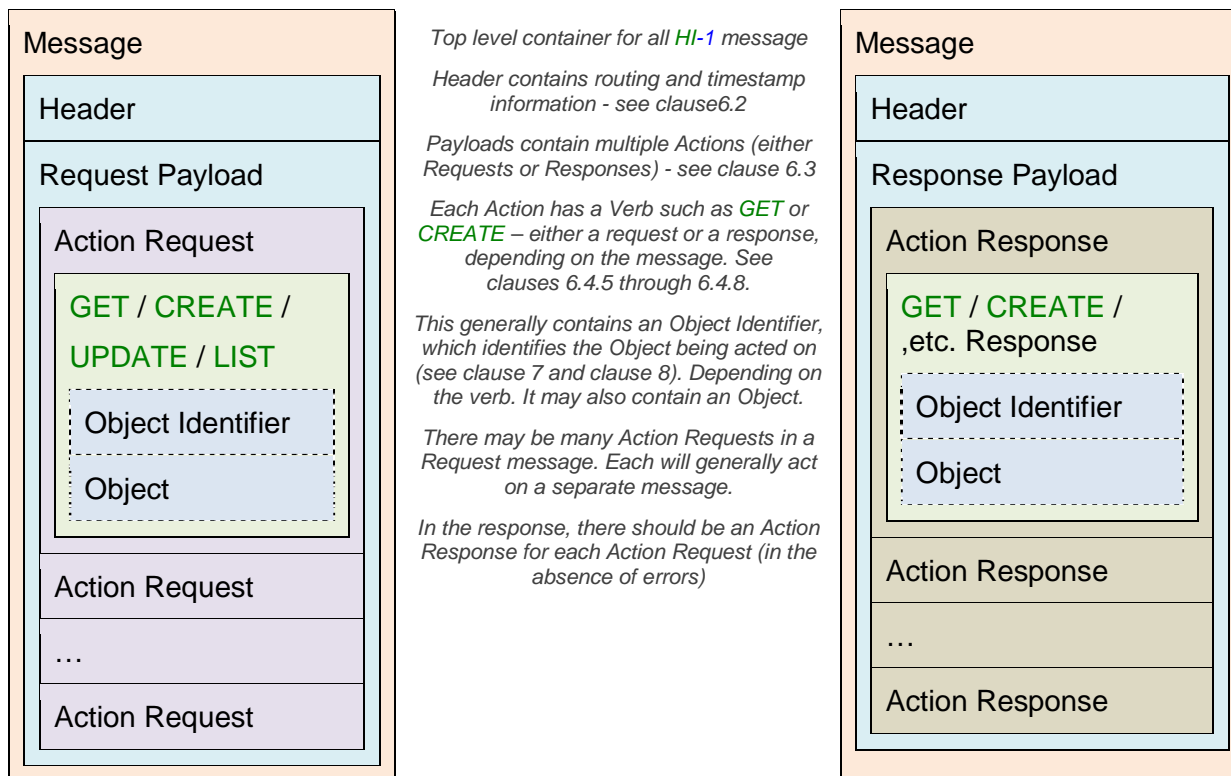 Message
Header
Request Payload
Action Request
GET / CREATE /
UPDATE / LIST
Object Identifier
Object
Action Request
…
Action Request
Top level container for all HI-1 message
Header contains routing and timestamp
information - see clause6.2
Payloads contain multiple Actions (either
Requests or Responses) - see clause 6.3
Each Action has a Verb such as GET or
CREATE – either a request or a response,
depending on the message. See
clauses 6.4.5 through 6.4.8.
This generally contains an Object Identifier,
which identifies the Object being acted on
(see clause 7 and clause 8). Depending on
the verb. It may also contain an Object.
There may be many Action Requests in a
Request message. Each will generally act
on a separate message.
In the response, there should be an Action
Response for each Action Request (in the
absence of errors)
Message
Header
Response Payload
Action Response
GET / CREATE /
,etc. Response
Object Identifier
Object
Action Response
…
Action Response